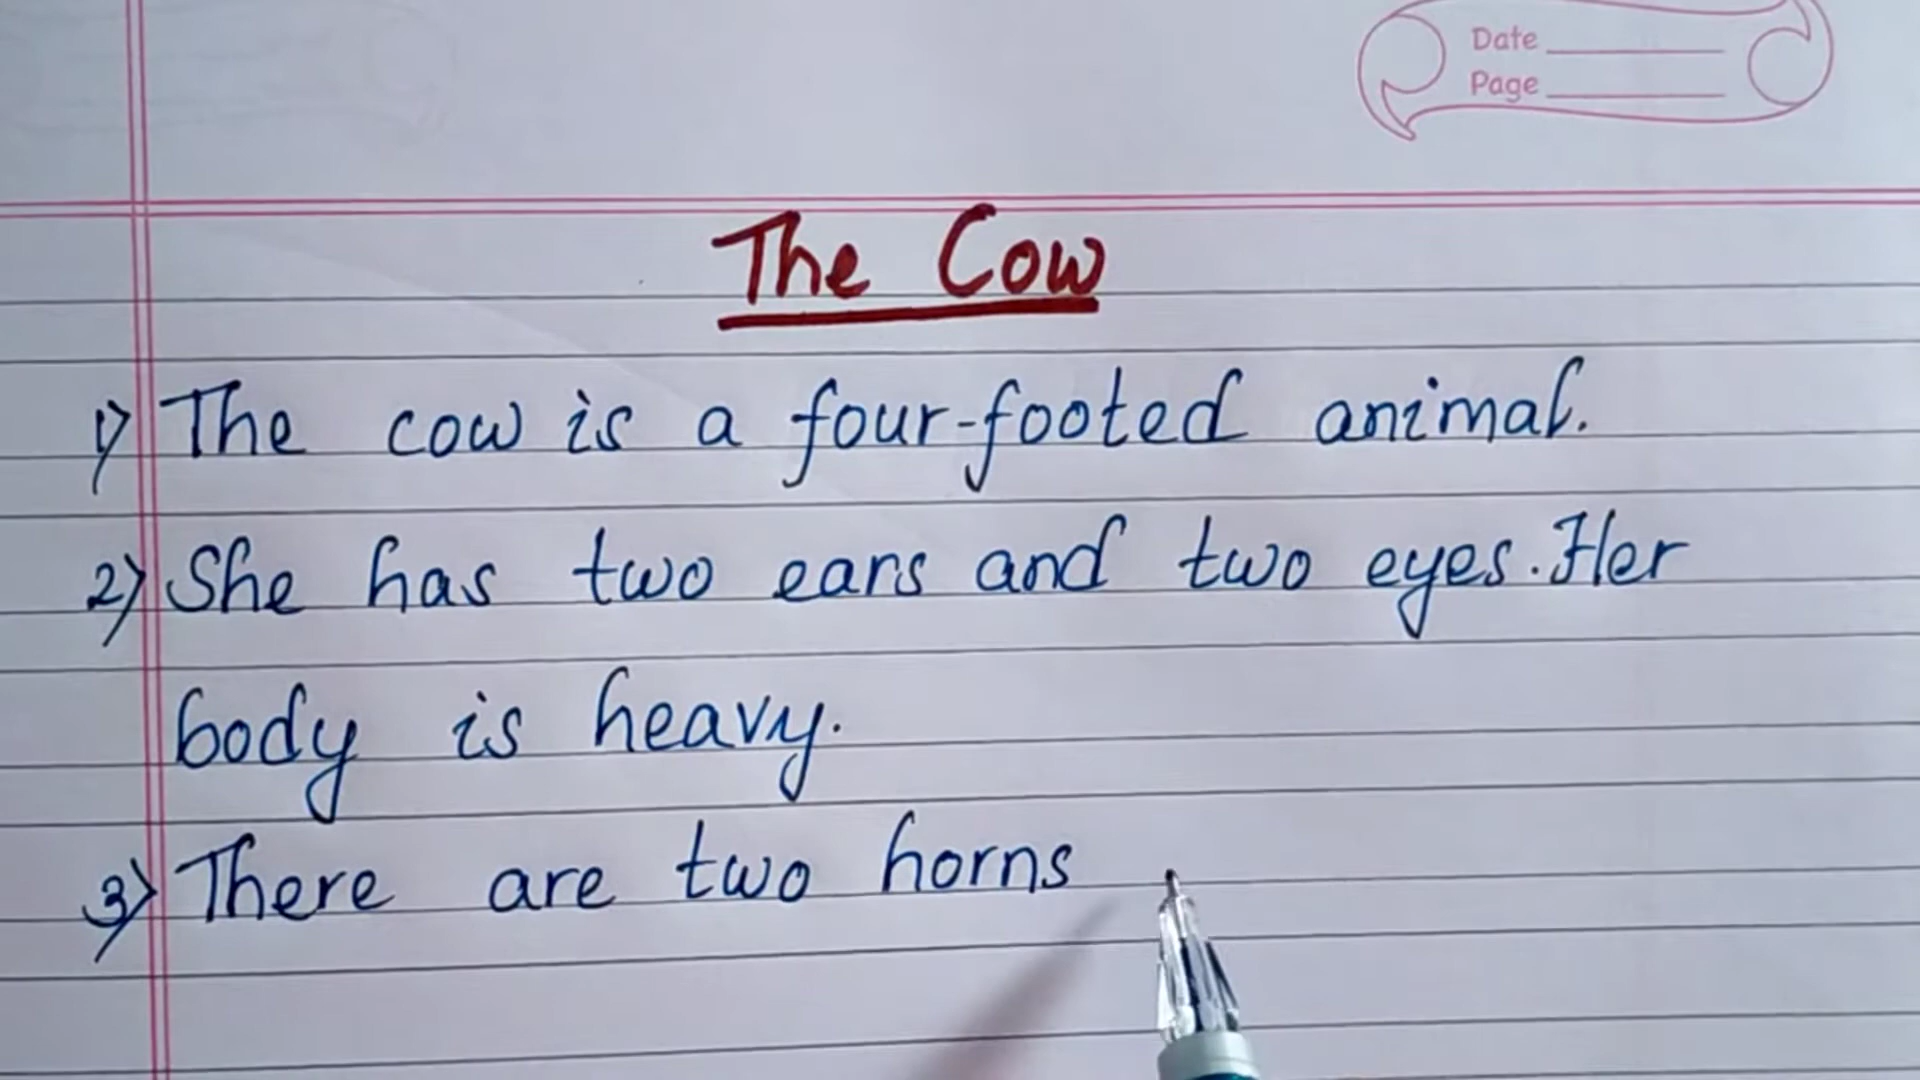 Date
Page
The Cow
1) The cow is a four-footed animal.
2) She has two ears and two eyes. Her
body is heavy.
3) There are two horns